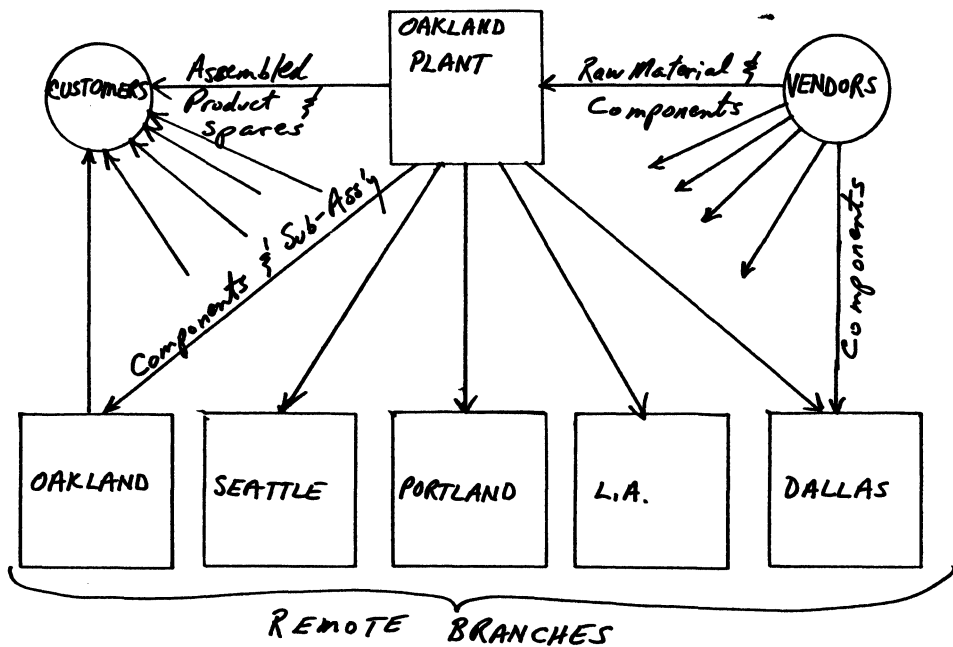 OAKLAND
PLANT
CUSTOMERS
Assembled
Product &
spares
Raw Material &
Components
VENDORS
Components & Sub-Ass'y
Components
OAKLAND
SEATTLE
PORTLAND
L.A.
DALLAS
REMOTE BRANCHES